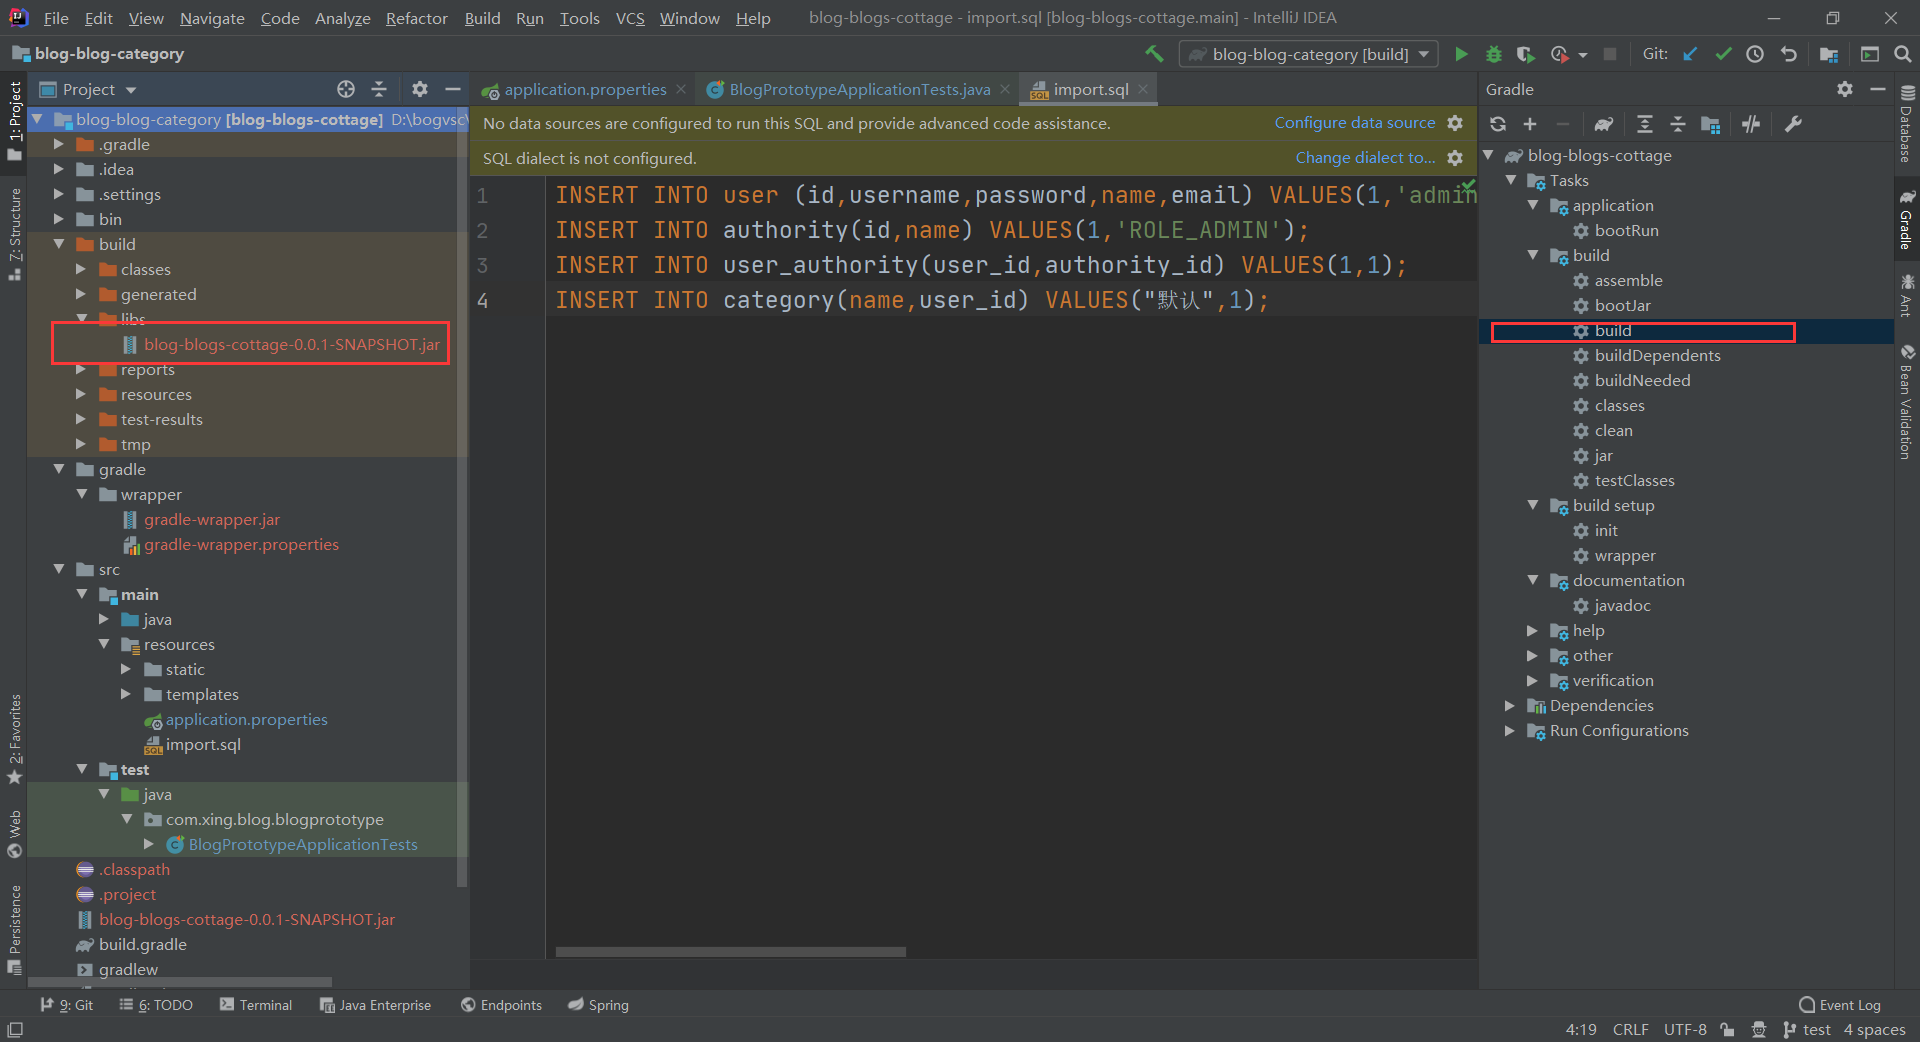 File Edit View Navigate Code Analyze Refactor Build Run Tools VCS Window Help blog-blogs-cottage - import.sql [blog-blogs-cottage.main] - IntelliJ IDEA
blog-blog-category
blog-blog-category [build]
Git:
1: Project
7: Structure
2: Favorites
Web
Persistence
Project
blog-blog-category [blog-blogs-cottage] D:\bogvsc\
.gradle
.idea
.settings
bin
build
classes
generated
libs
blog-blogs-cottage-0.0.1-SNAPSHOT.jar
reports
resources
test-results
tmp
gradle
wrapper
gradle-wrapper.jar
gradle-wrapper.properties
src
main
java
resources
static
templates
application.properties
import.sql
test
java
com.xing.blog.blogprototype
BlogPrototypeApplicationTests
.classpath
.project
blog-blogs-cottage-0.0.1-SNAPSHOT.jar
build.gradle
gradlew
application.properties BlogPrototypeApplicationTests.java import.sql
No data sources are configured to run this SQL and provide advanced code assistance. Configure data source
SQL dialect is not configured. Change dialect to...
1 INSERT INTO user (id,username,password,name,email) VALUES(1,'admin
2 INSERT INTO authority(id,name) VALUES(1,'ROLE_ADMIN');
3 INSERT INTO user_authority(user_id,authority_id) VALUES(1,1);
4 INSERT INTO category(name,user_id) VALUES("默认",1);
Gradle
blog-blogs-cottage
Tasks
application
bootRun
build
assemble
bootJar
build
buildDependents
buildNeeded
classes
clean
jar
testClasses
build setup
init
wrapper
documentation
javadoc
help
other
verification
Dependencies
Run Configurations
Database
Gradle
Ant
Bean Validation
9: Git 6: TODO Terminal Java Enterprise Endpoints Spring Event Log
4:19 CRLF UTF-8 test 4 spaces